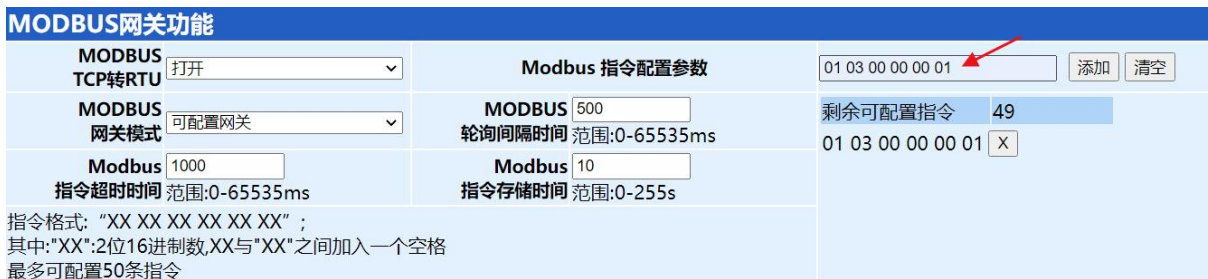 MODBUS网关功能
MODBUS
TCP转RTU
打开
Modbus 指令配置参数
01 03 00 00 00 01
添加
清空
MODBUS
网关模式
可配置网关
MODBUS
轮询间隔时间
500
范围:0-65535ms
剩余可配置指令 49
01 03 00 00 00 01 X
Modbus
指令超时时间
1000
范围:0-65535ms
Modbus
指令存储时间
10
范围:0-255s
指令格式:“XX XX XX XX XX XX”;
其中:"XX":2位16进制数,XX与"XX"之间加入一个空格
最多可配置50条指令